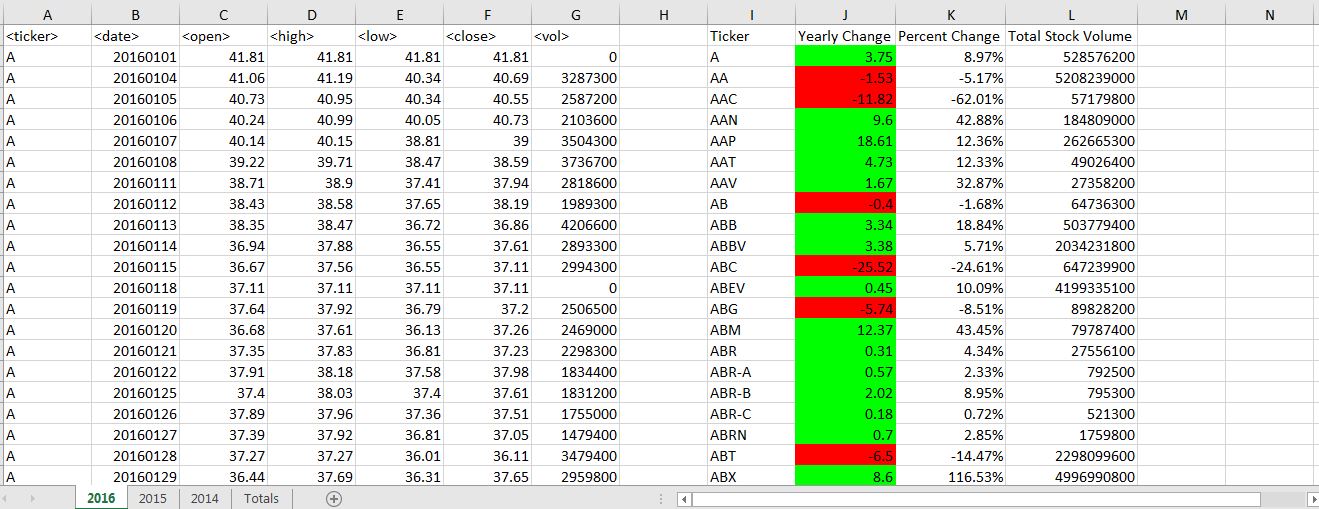 A B C D E F G H I J K L M N
<ticker> <date> <open> <high> <low> <close> <vol> Ticker Yearly Change Percent Change Total Stock Volume
A 20160101 41.81 41.81 41.81 41.81 0 A 3.75 8.97% 528576200
A 20160104 41.06 41.19 40.34 40.69 3287300 AA -1.53 -5.17% 5208239000
A 20160105 40.73 40.95 40.34 40.55 2587200 AAC -11.82 -62.01% 57179800
A 20160106 40.24 40.99 40.05 40.73 2103600 AAN 9.6 42.88% 184809000
A 20160107 40.14 40.15 38.81 39 3504300 AAP 18.61 12.36% 262665300
A 20160108 39.22 39.71 38.47 38.59 3736700 AAT 4.73 12.33% 49026400
A 20160111 38.71 38.9 37.41 37.94 2818600 AAV 1.67 32.87% 27358200
A 20160112 38.43 38.58 37.65 38.19 1989300 AB -0.4 -1.68% 64736300
A 20160113 38.35 38.47 36.72 36.86 4206600 ABB 3.34 18.84% 503779400
A 20160114 36.94 37.88 36.55 37.61 2893300 ABBV 3.38 5.71% 2034231800
A 20160115 36.67 37.56 36.55 37.11 2994300 ABC -25.52 -24.61% 647239900
A 20160118 37.11 37.11 37.11 37.11 0 ABEV 0.45 10.09% 4199335100
A 20160119 37.64 37.92 36.79 37.2 2506500 ABG -5.74 -8.51% 89828200
A 20160120 36.68 37.61 36.13 37.26 2469000 ABM 12.37 43.45% 79787400
A 20160121 37.35 37.83 36.81 37.23 2298300 ABR 0.31 4.34% 27556100
A 20160122 37.91 38.18 37.58 37.98 1834400 ABR-A 0.57 2.33% 792500
A 20160125 37.4 38.03 37.4 37.61 1831200 ABR-B 2.02 8.95% 795300
A 20160126 37.89 37.96 37.36 37.51 1755000 ABR-C 0.18 0.72% 521300
A 20160127 37.39 37.92 36.81 37.05 1479400 ABRN 0.7 2.85% 1759800
A 20160128 37.27 37.27 36.01 36.11 3479400 ABT -6.5 -14.47% 2298099600
A 20160129 36.44 37.69 36.31 37.65 2959800 ABX 8.6 116.53% 4996990800
2016 2015 2014 Totals